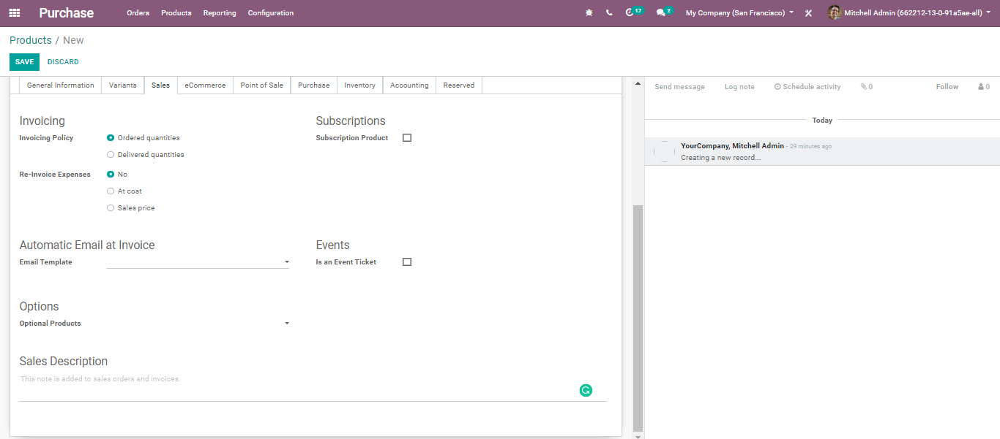 Purchase Orders Products Reporting Configuration 17 2 My Company (San Francisco) Mitchell Admin (662212-13-0-91a5ae-all)
Products / New
SAVE DISCARD
General Information Variants Sales eCommerce Point of Sale Purchase Inventory Accounting Reserved
Send message Log note Schedule activity 0 Follow 0
Today
YourCompany, Mitchell Admin - 29 minutes ago
Creating a new record...
Invoicing
Invoicing Policy Ordered quantities
Delivered quantities
Re-Invoice Expenses No
At cost
Sales price
Subscriptions
Subscription Product
Automatic Email at Invoice
Email Template
Events
Is an Event Ticket
Options
Optional Products
Sales Description
This note is added to sales orders and invoices.